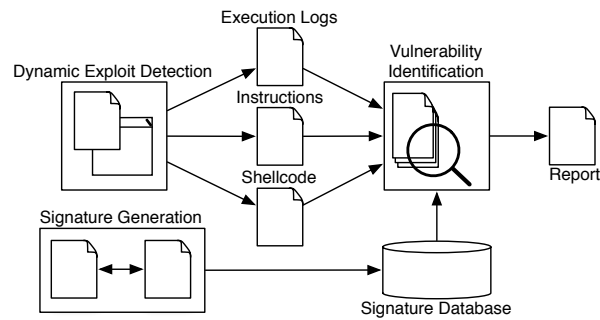 Execution Logs
Vulnerability
Identification
Dynamic Exploit Detection
Instructions
Shellcode
Report
Signature Generation
Signature Database